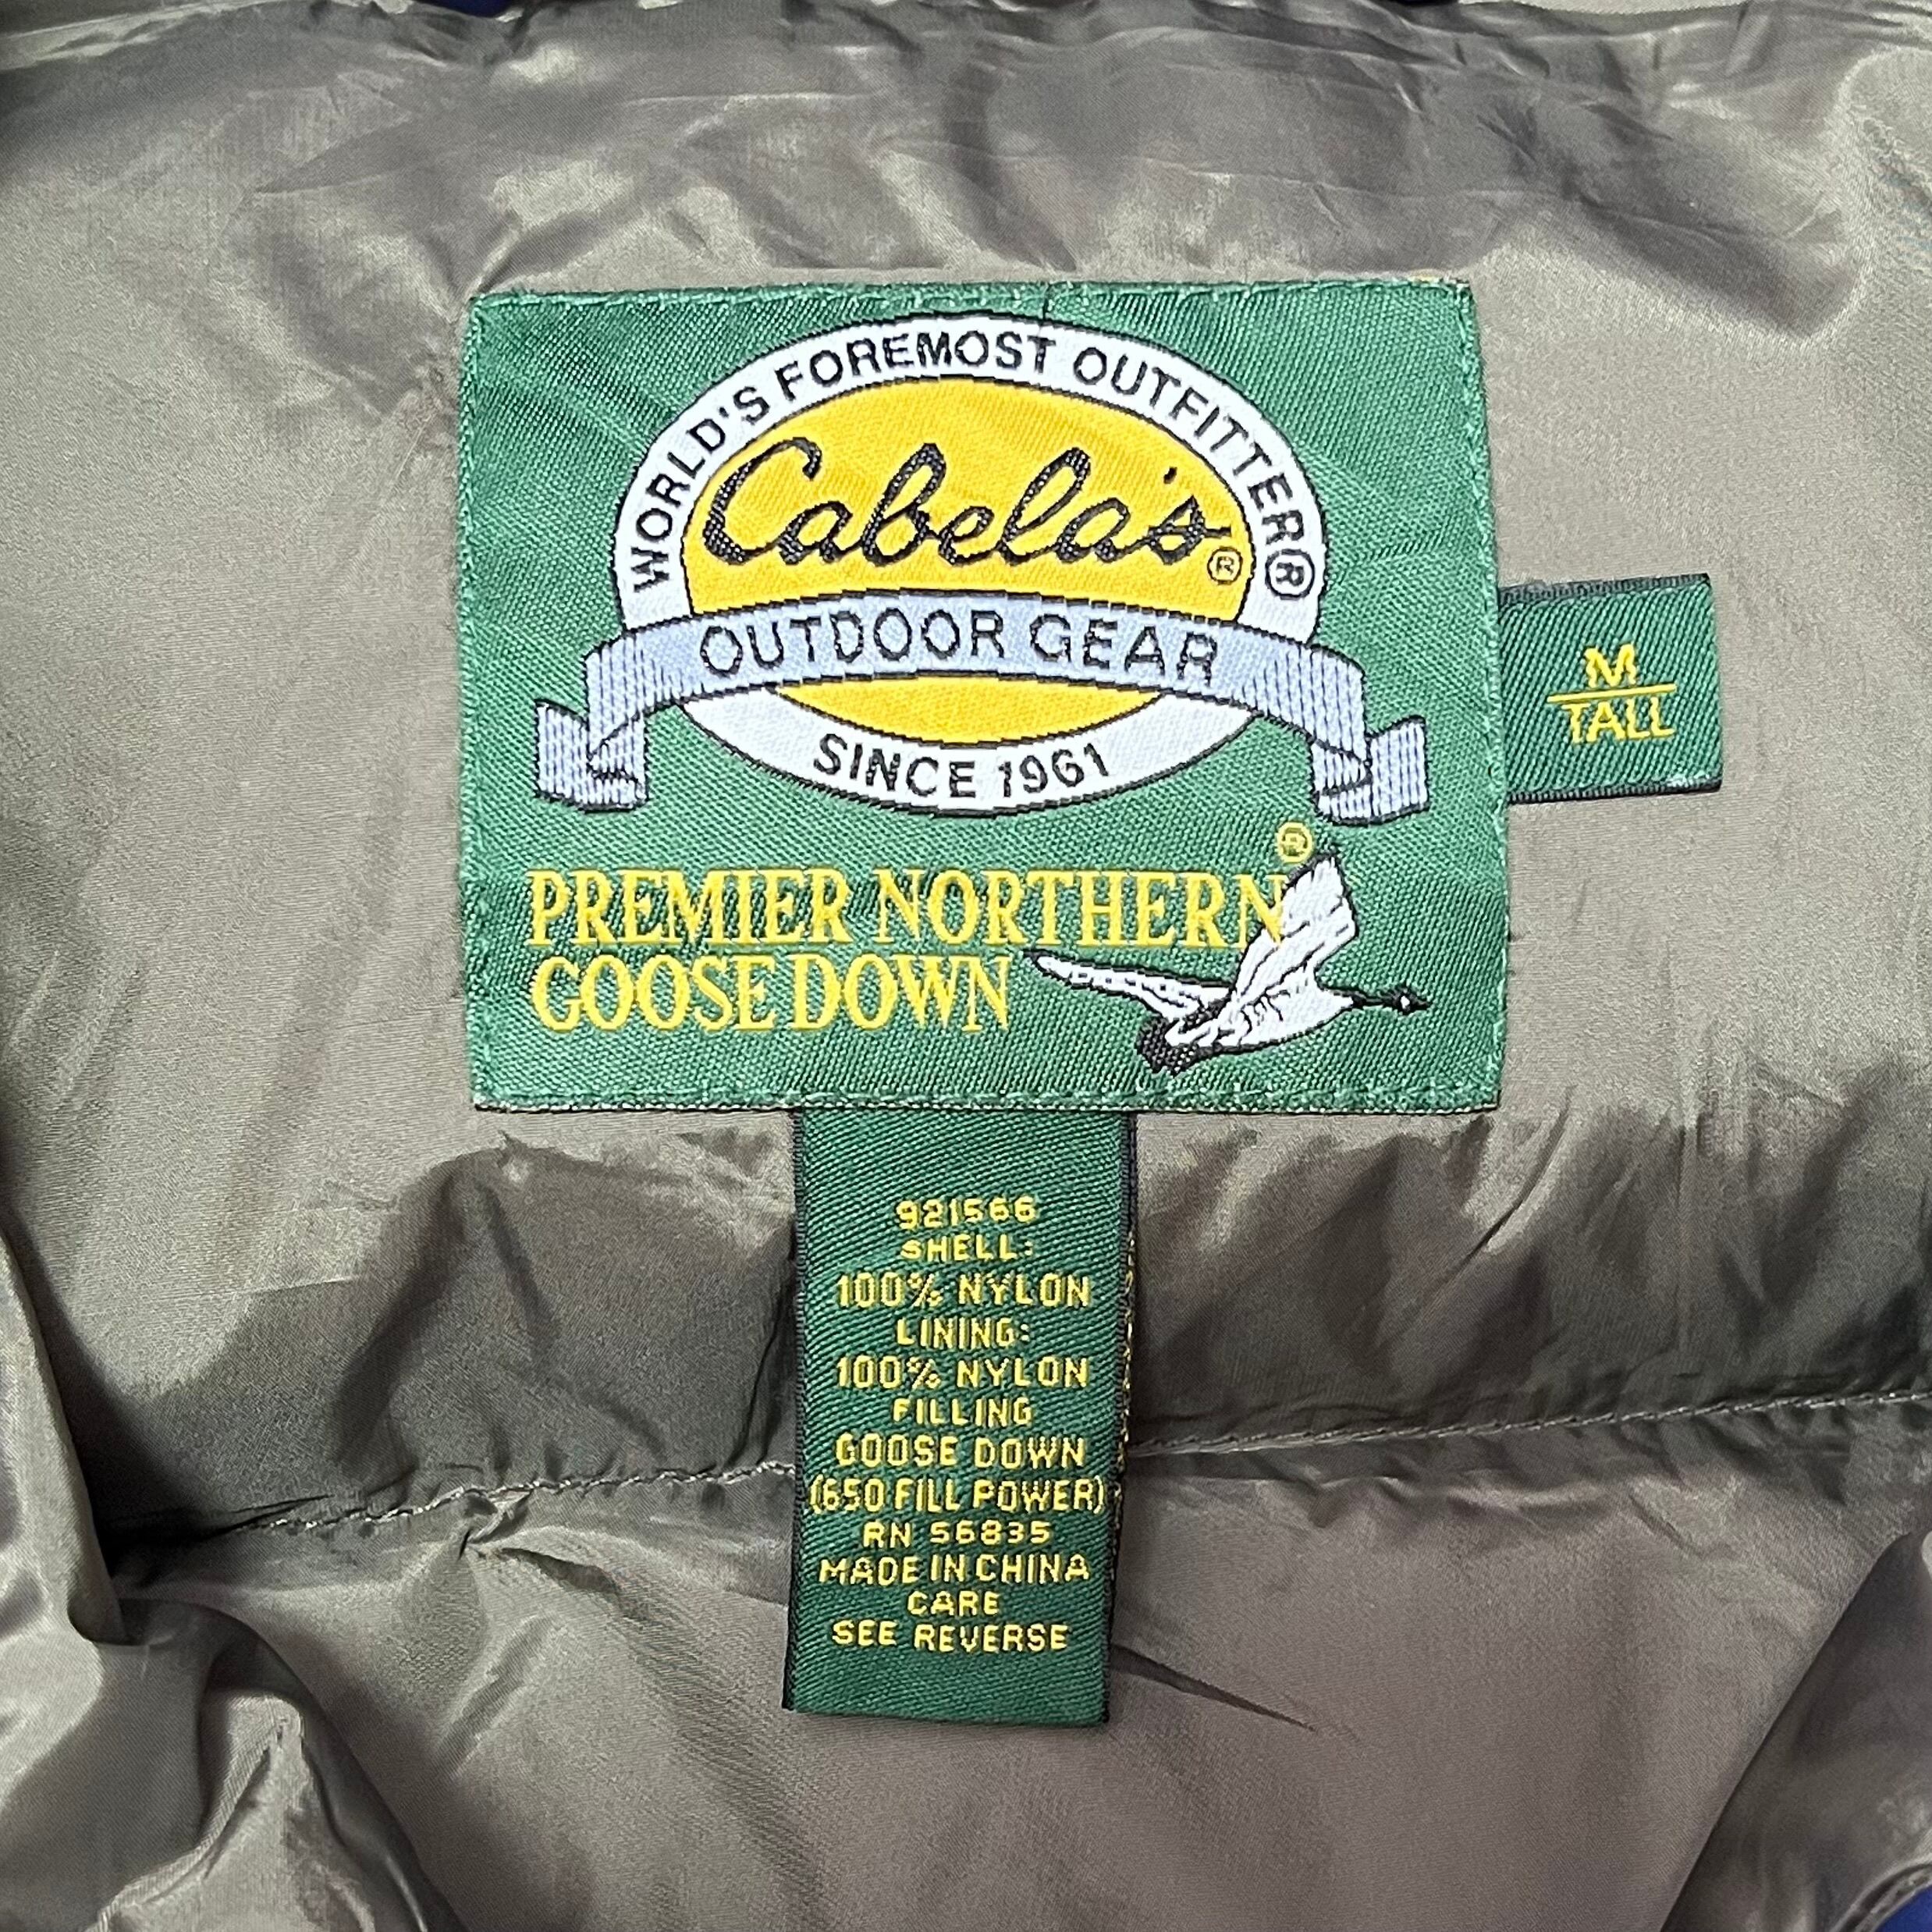 WORLD'S FOREMOST OUTFITTER®
Cabela's®
OUTDOOR GEAR
SINCE 1961
M
TALL
PREMIER NORTHERN®
GOOSE DOWN
921566
SHELL:
100% NYLON
LINING:
100% NYLON
FILLING
GOOSE DOWN
(650 FILL POWER)
RN 56835
MADE IN CHINA
CARE
SEE REVERSE